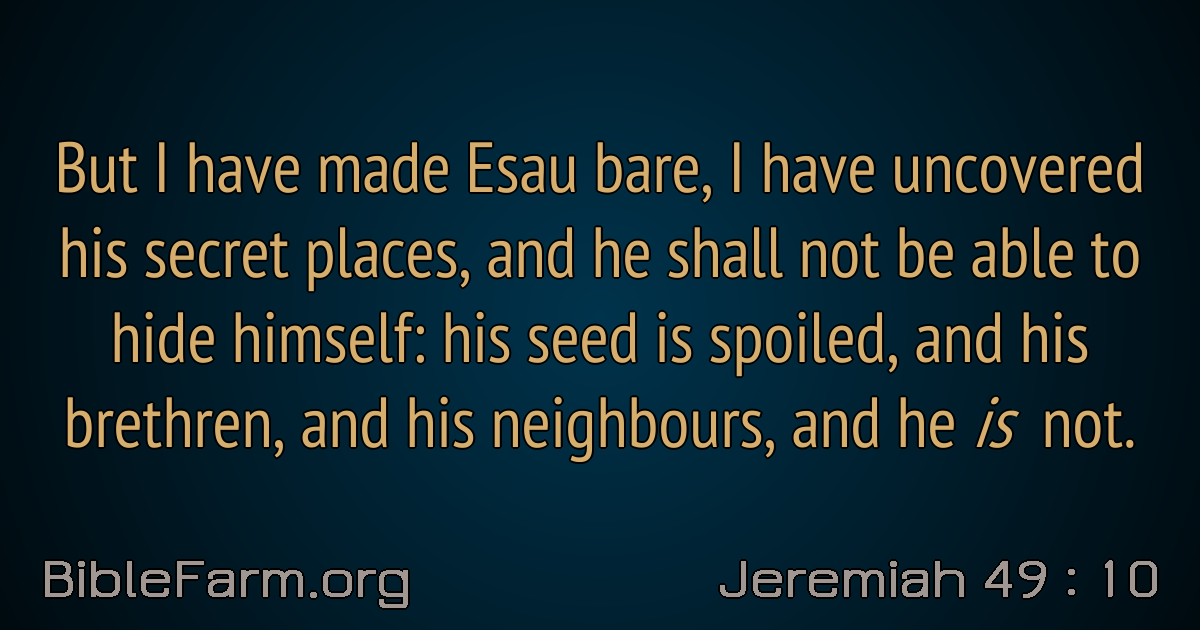 But I have made Esau bare, I have uncovered
his secret places, and he shall not be able to
hide himself: his seed is spoiled, and his
brethren, and his neighbours, and he is not.
BibleFarm.org
Jeremiah 49 : 10